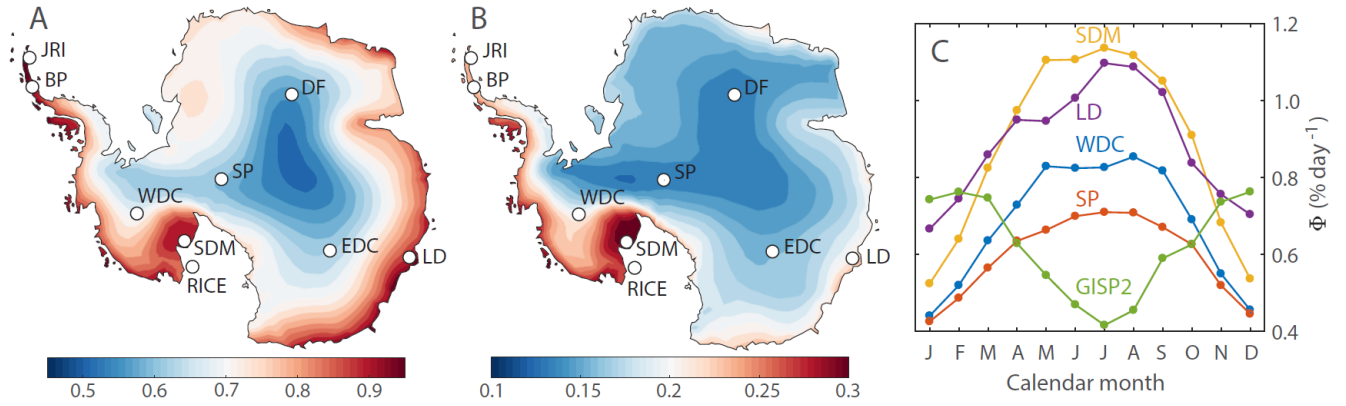 A
JRI
BP
DF
SP
WDC
SDM
RICE
EDC
LD
0.5 0.6 0.7 0.8 0.9
B
JRI
BP
DF
SP
WDC
SDM
RICE
EDC
LD
0.1 0.15 0.2 0.25 0.3
C
SDM
LD
WDC
SP
GISP2
1.2
1.0
0.8
0.6
0.4
Φ (% day⁻¹)
J F M A M J J A S O N D
Calendar month